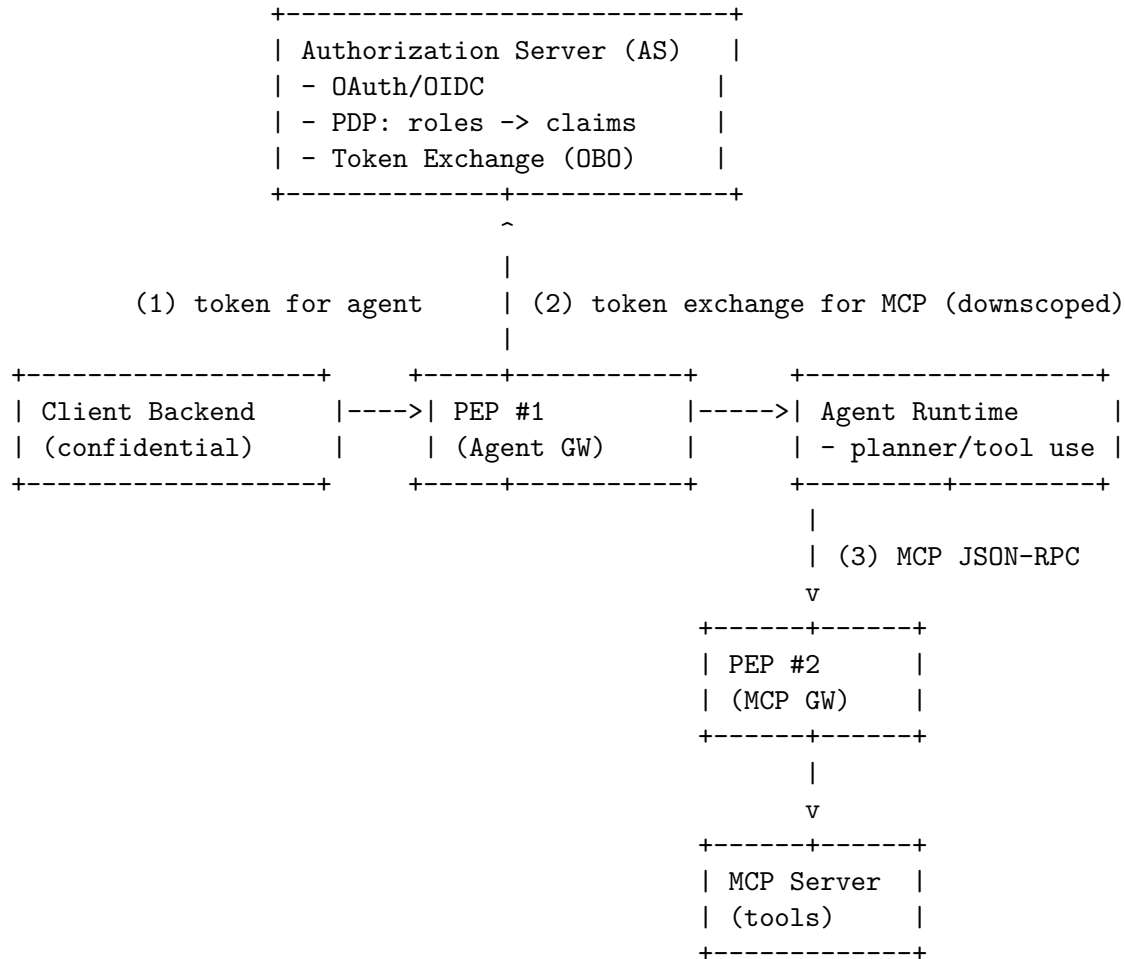 Authorization Server (AS)
- OAuth/OIDC
- PDP: roles -> claims
- Token Exchange (OBO)
(1) token for agent
(2) token exchange for MCP (downscoped)
Client Backend
(confidential)
PEP #1
(Agent GW)
Agent Runtime
- planner/tool use
(3) MCP JSON-RPC
PEP #2
(MCP GW)
MCP Server
(tools)